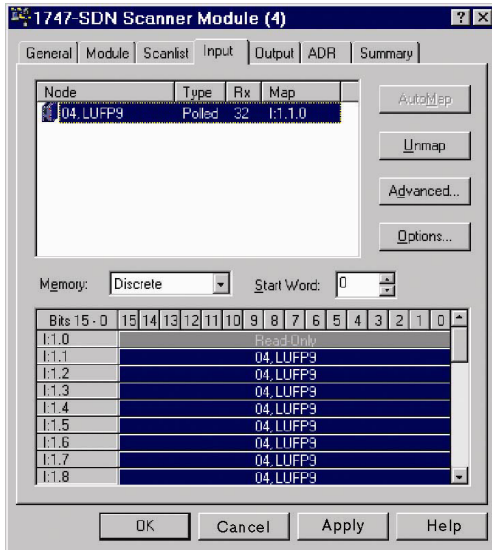 1747-SDN Scanner Module (4)
General Module Scanlist Input Output ADR Summary
Node Type Rx Map
04, LUFP9 Polled 32 I:1.1.0
AutoMap
Unmap
Advanced...
Options...
Memory: Discrete Start Word: 0
Bits 15 - 0 15 14 13 12 11 10 9 8 7 6 5 4 3 2 1 0
I:1.0 Read-Only
I:1.1 04, LUFP9
I:1.2 04, LUFP9
I:1.3 04, LUFP9
I:1.4 04, LUFP9
I:1.5 04, LUFP9
I:1.6 04, LUFP9
I:1.7 04, LUFP9
I:1.8 04, LUFP9
OK Cancel Apply Help